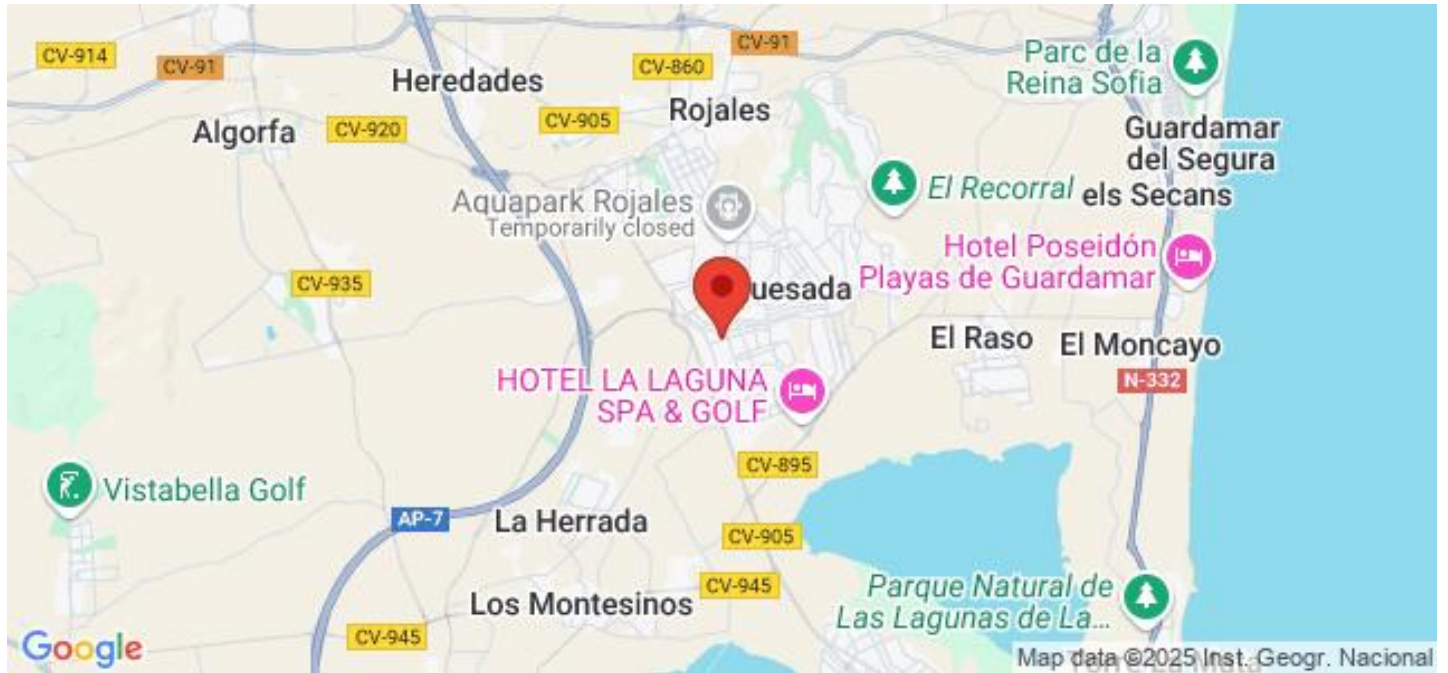 CV-914
CV-91
Heredades
CV-860
CV-91
Parc de la
Reina Sofia
Algorfa
CV-920
CV-905
Rojales
Guardamar
del Segura
Aquapark Rojales
Temporarily closed
El Recorral
els Secans
Hotel Poseidón
Playas de Guardamar
CV-935
uesada
El Raso
El Moncayo
N-332
HOTEL LA LAGUNA
SPA & GOLF
CV-895
Vistabella Golf
AP-7
La Herrada
CV-905
CV-945
Los Montesinos
Parque Natural de
Las Lagunas de La...
CV-945
Google
Map data ©2025 Inst. Geogr. Nacional